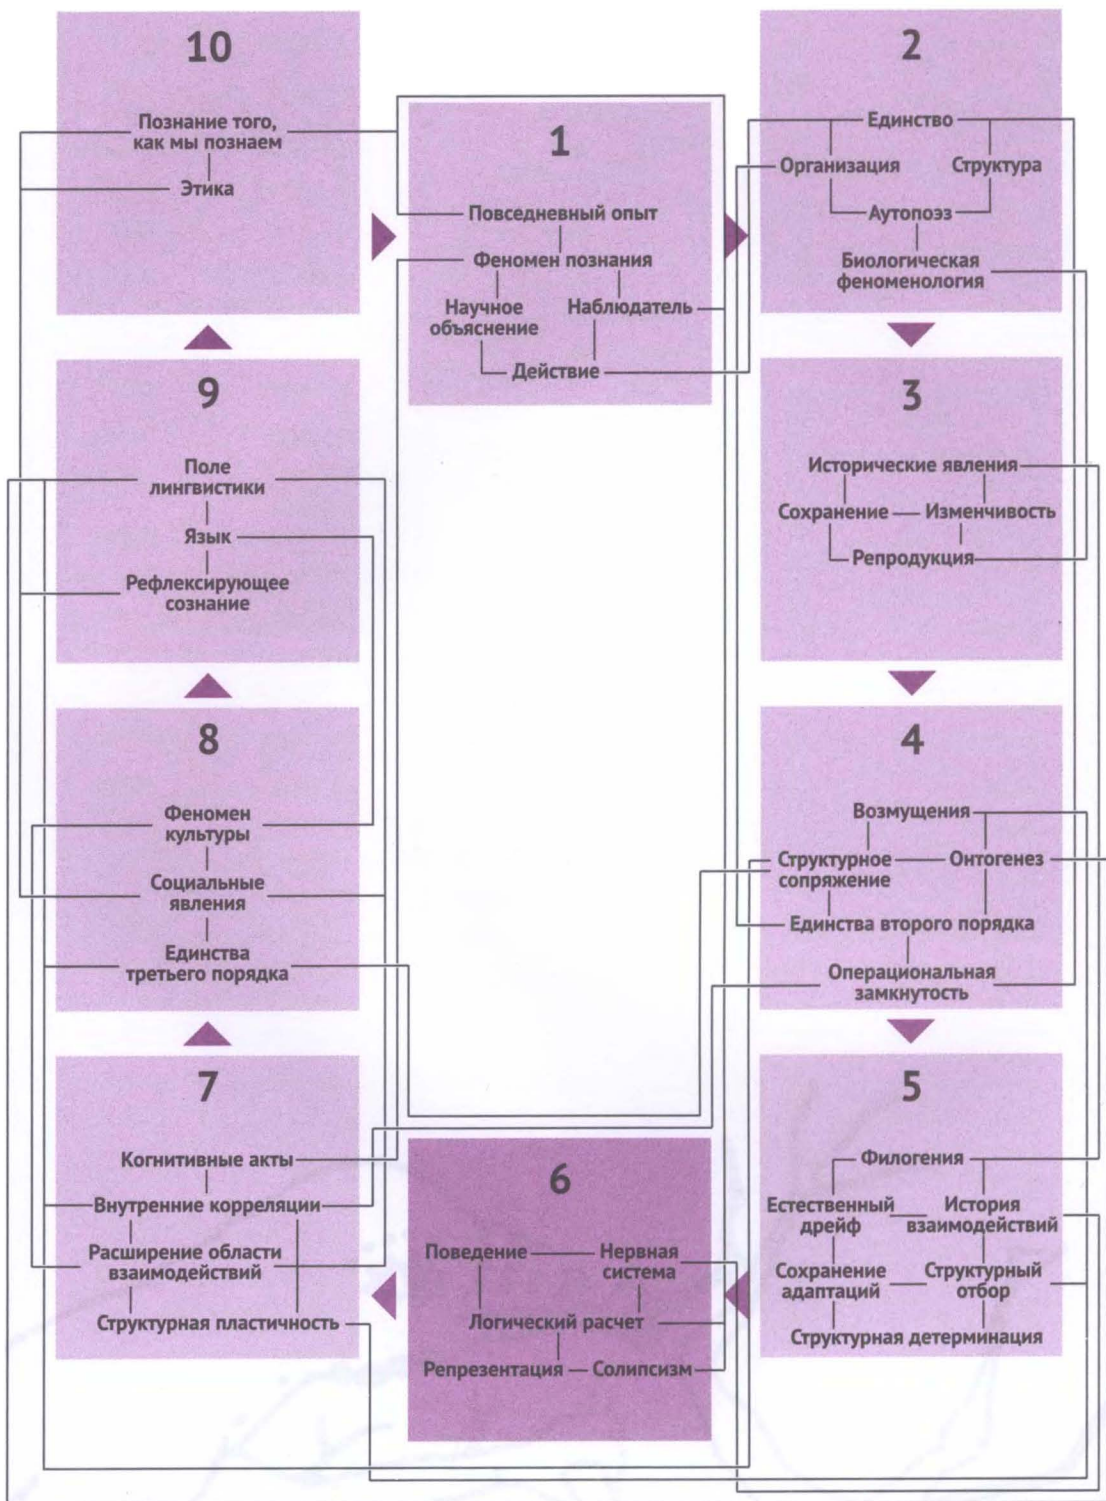 10
Познание того,
как мы познаем
Этика
1
Повседневный опыт
Феномен познания
Научное
объяснение
Наблюдатель
Действие
2
Единство
Организация
Структура
Аутопоэз
Биологическая
феноменология
3
Исторические явления
Сохранение
Изменчивость
Репродукция
4
Возмущения
Структурное
сопряжение
Онтогенез
Единства второго порядка
Операциональная
замкнутость
5
Филогения
Естественный
дрейф
История
взаимодействий
Сохранение
адаптаций
Структурный
отбор
Структурная детерминация
6
Поведение
Нервная
система
Логический расчет
Репрезентация
Солипсизм
7
Когнитивные акты
Внутренние корреляции
Расширение области
взаимодействий
Структурная пластичность
8
Феномен
культуры
Социальные
явления
Единства
третьего порядка
9
Поле
лингвистики
Язык
Рефлексирующее
сознание